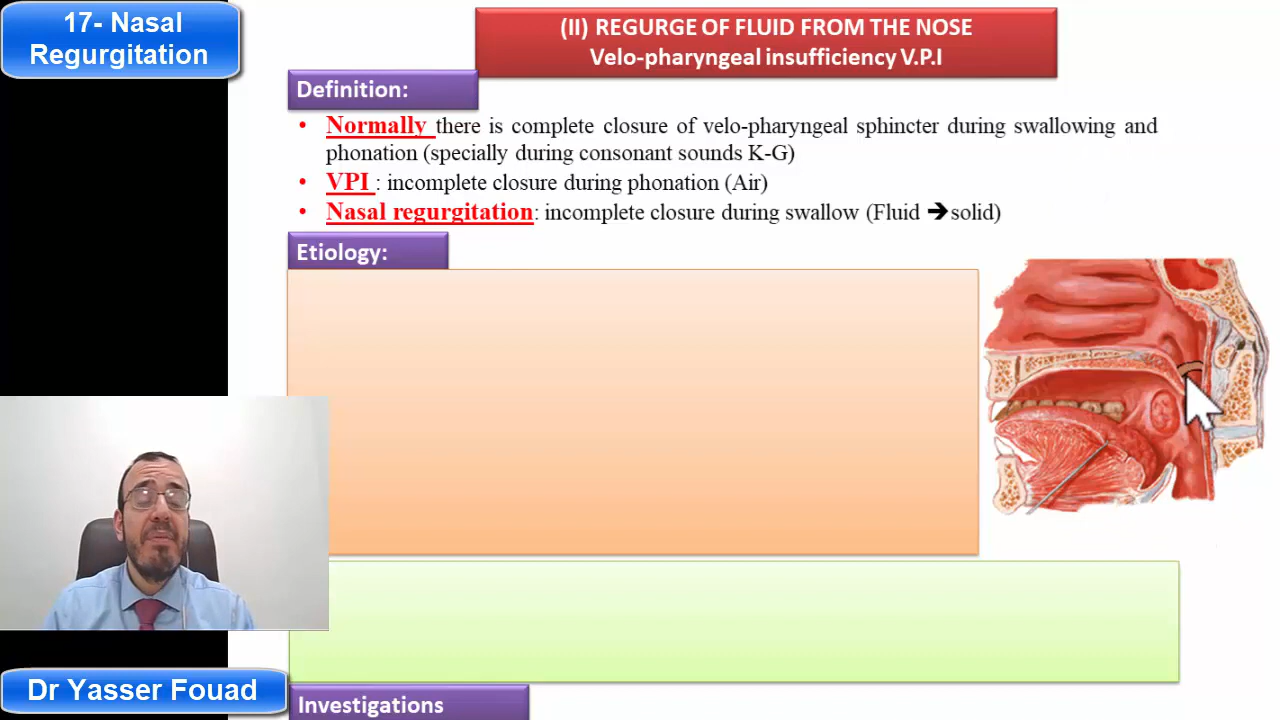 17- Nasal
Regurgitation
(II) REGURGE OF FLUID FROM THE NOSE
Velo-pharyngeal insufficiency V.P.I
Definition:
• Normally there is complete closure of velo-pharyngeal sphincter during swallowing and
phonation (specially during consonant sounds K-G)
• VPI : incomplete closure during phonation (Air)
• Nasal regurgitation: incomplete closure during swallow (Fluid ➔solid)
Etiology:
Dr Yasser Fouad
Investigations